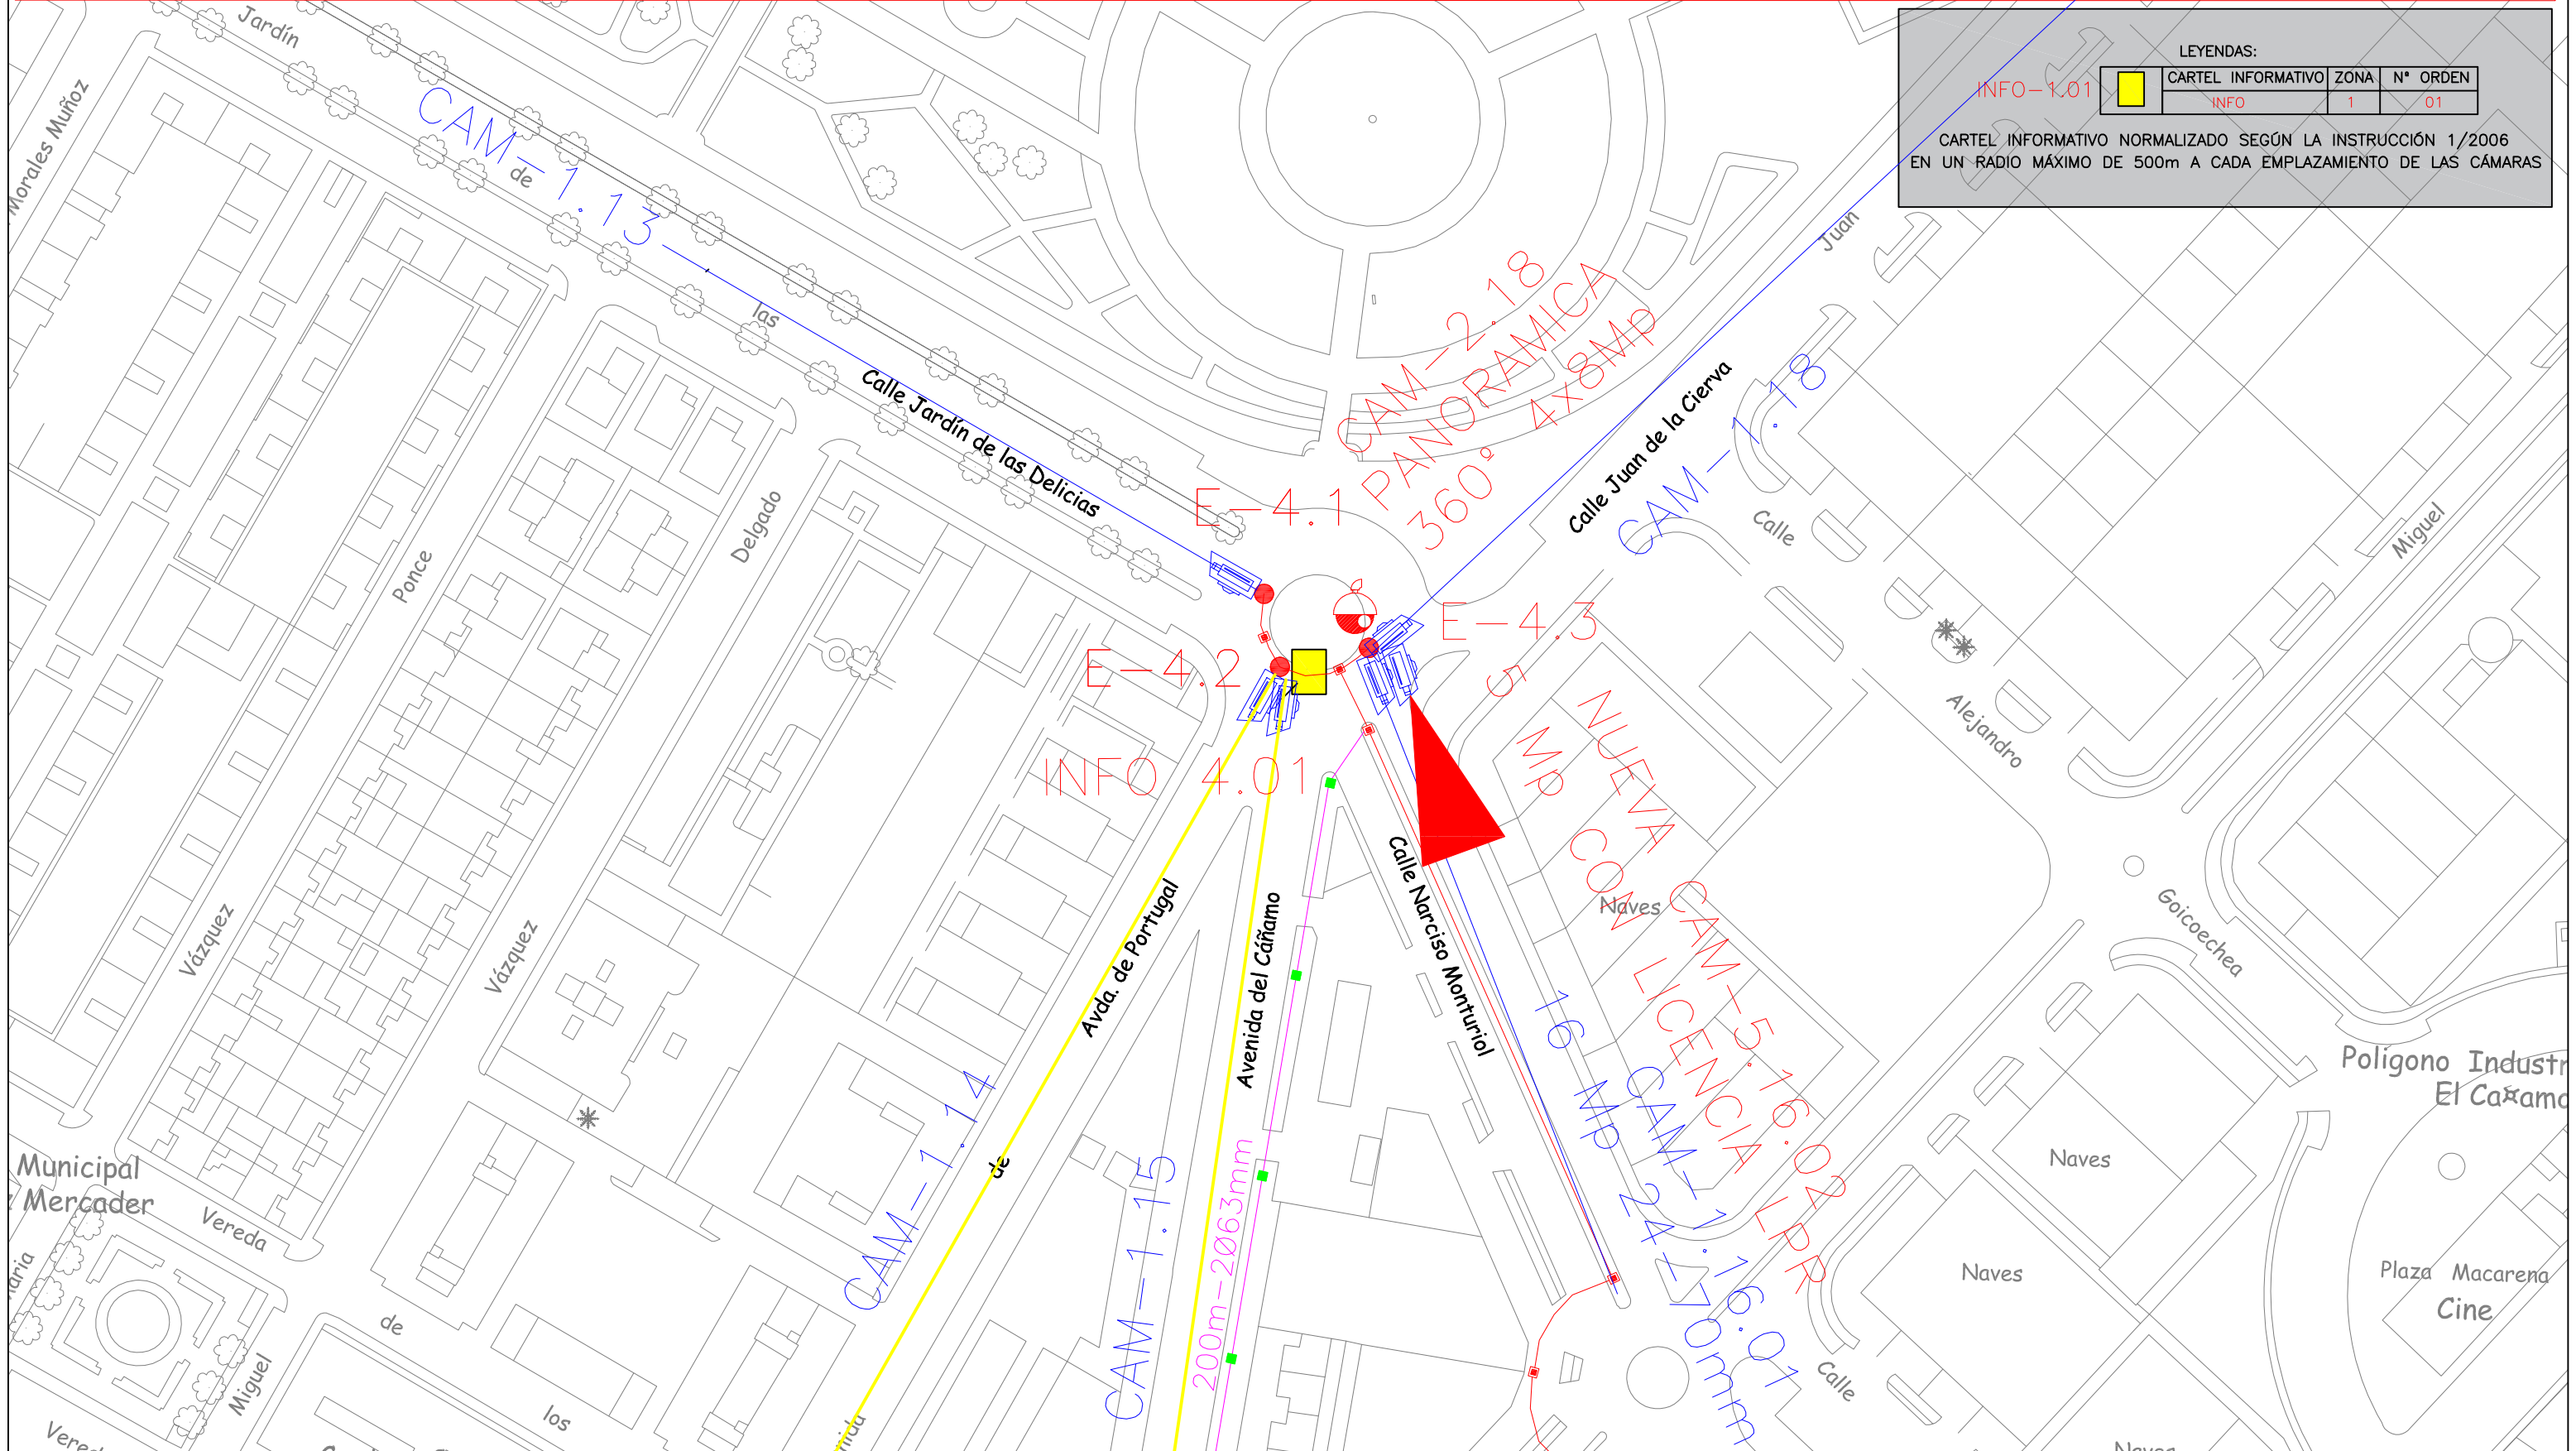 LEYENDAS:
INFO-1.01
CARTEL INFORMATIVO ZONA Nº ORDEN
INFO 1 01
CARTEL INFORMATIVO NORMALIZADO SEGÚN LA INSTRUCCIÓN 1/2006
EN UN RADIO MÁXIMO DE 500m A CADA EMPLAZAMIENTO DE LAS CÁMARAS
Jardín
de
las
Morales Muñoz
CAM-1.13
Calle Jardín de las Delicias
CAM-2.18
PANORAMICA
360º 4x8Mp
Juan
Calle Juan de la Cierva
CAM-1.18
Calle
Alejandro
Goicoechea
Miguel
E-4.1
E-4.2
E-4.3
INFO 4.01
Delgado
Ponce
Vázquez
Vázquez
NUEVA CAM-5.16.02
5 Mp CON LICENCIA LPR
Naves
CAM-1.16.01
16 Mp 24-70mm
Calle Narciso Monturiol
Avda. de Portugal
Avenida del Cáñamo
de
CAM-1.14
CAM-1.15
200m-2Ø63mm
Polígono Industr
El Ca¤amo
Naves
Naves
Plaza Macarena
Cine
Calle
Municipal
Mercader
Vereda
de
los
Miguel